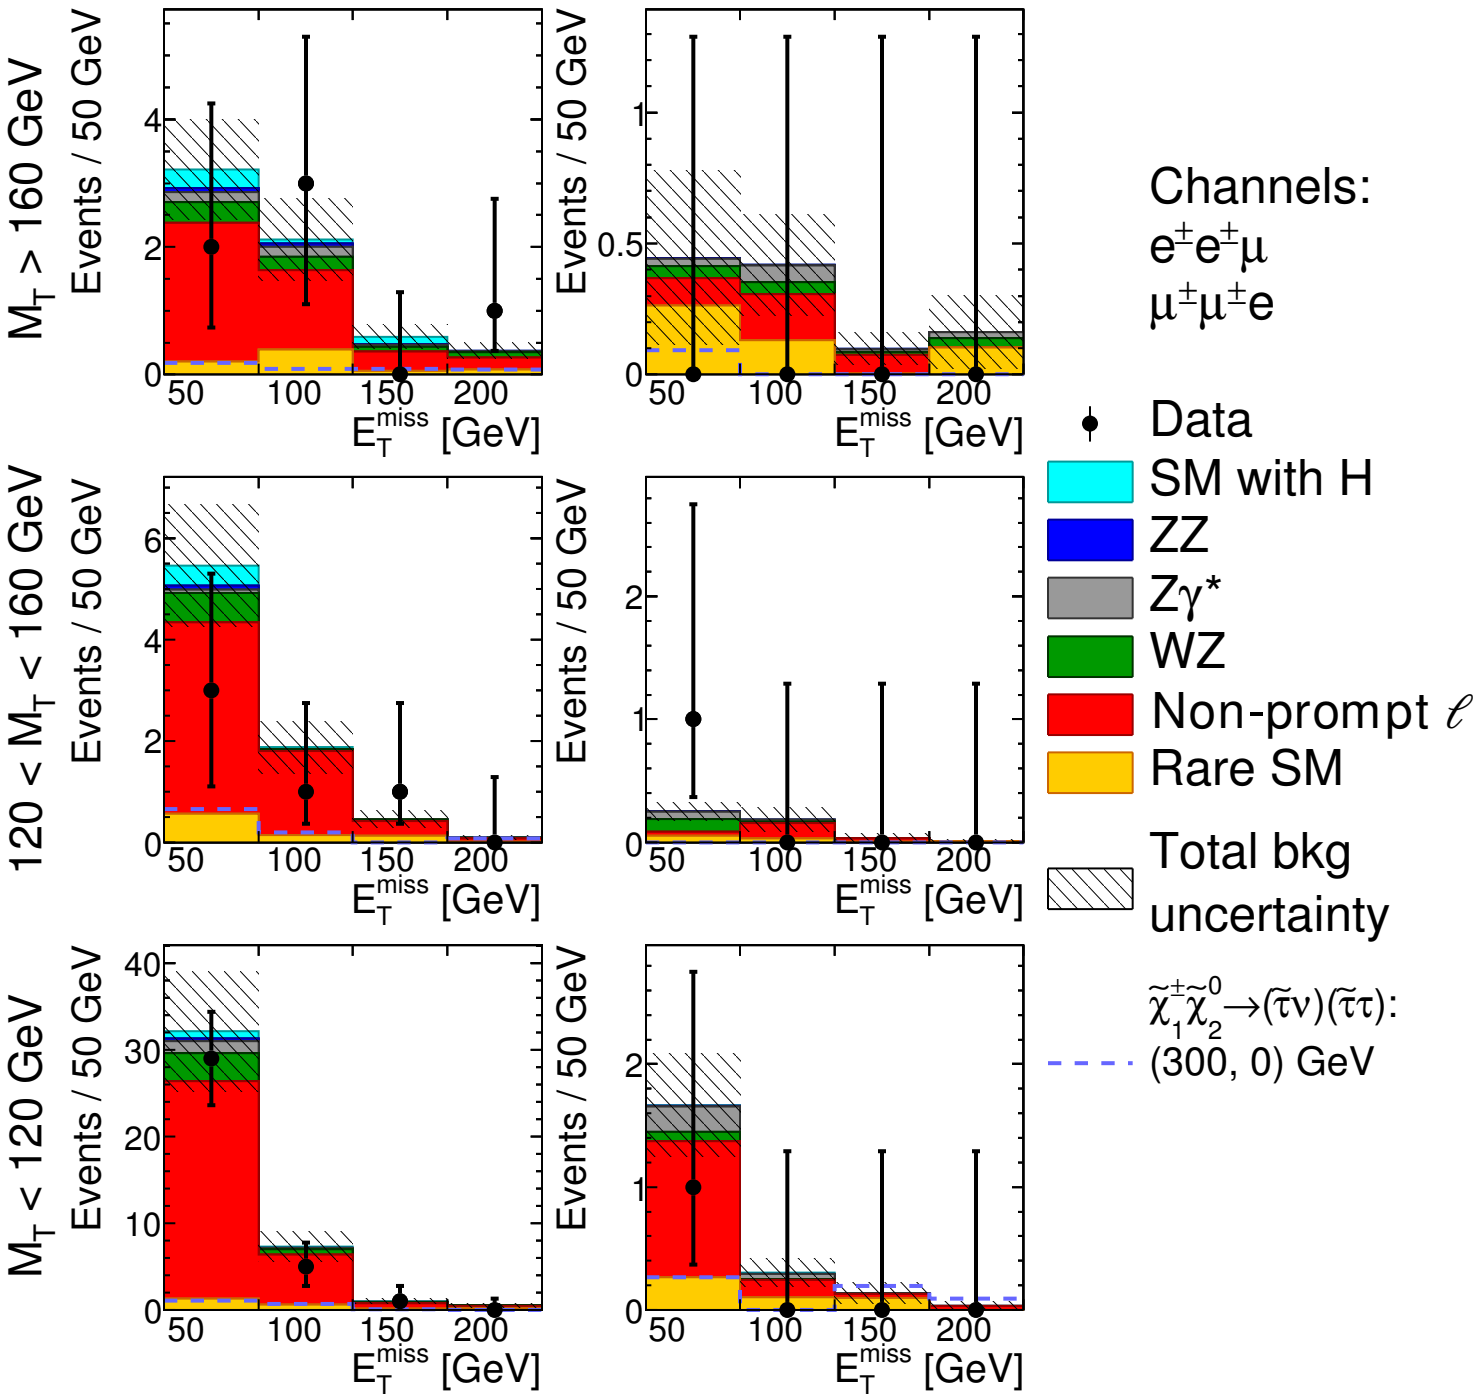 M_T > 160 GeV
Events / 50 GeV
4
2
0
50 100 150 200
E_T^miss [GeV]
Events / 50 GeV
1
0.5
0
50 100 150 200
E_T^miss [GeV]
120 < M_T < 160 GeV
Events / 50 GeV
6
4
2
0
50 100 150 200
E_T^miss [GeV]
Events / 50 GeV
2
1
0
50 100 150 200
E_T^miss [GeV]
M_T < 120 GeV
Events / 50 GeV
40
30
20
10
0
50 100 150 200
E_T^miss [GeV]
Events / 50 GeV
2
1
0
50 100 150 200
E_T^miss [GeV]
Channels:
e±e±μ
μ±μ±e
Data
SM with H
ZZ
Zγ*
WZ
Non-prompt ℓ
Rare SM
Total bkg
uncertainty
χ̃₁±χ̃₂⁰→(τ̃ν)(τ̃τ):
(300, 0) GeV